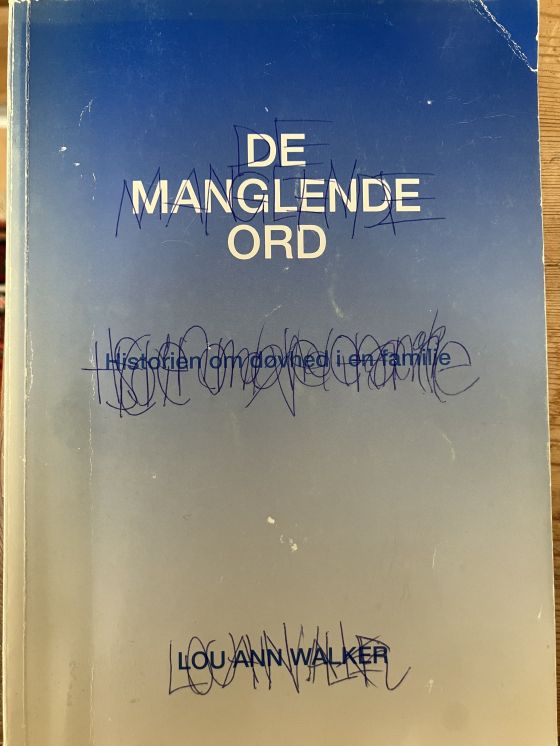 DE
MANGLENDE
ORD
Historien om døvhed i en familie
LOU ANN WALKER